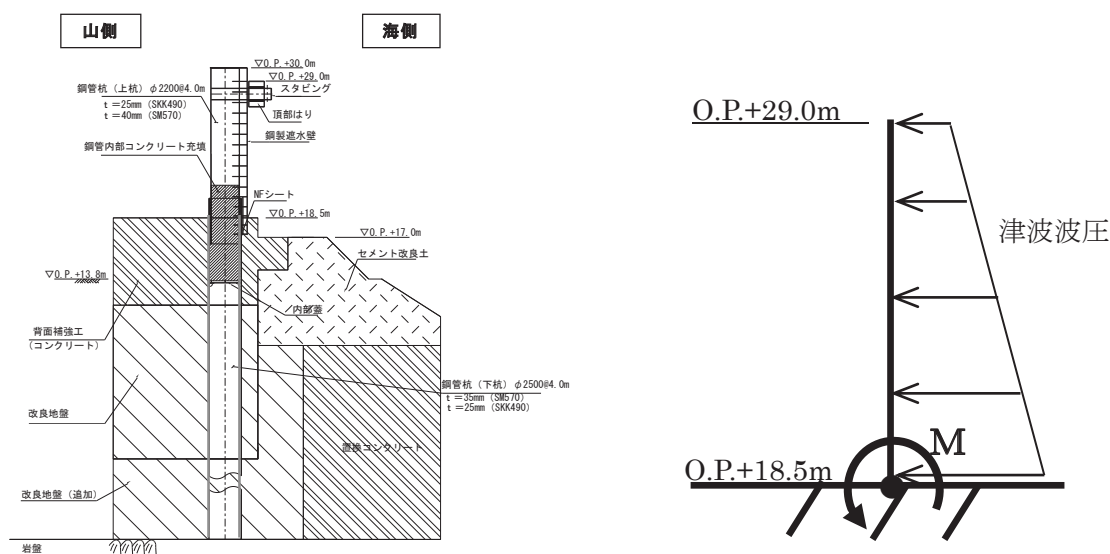 山側
海側
▽O.P.+30.0m
▽O.P.+29.0m
スタビング
鋼管杭（上杭）φ2200@4.0m
t＝25mm（SKK490）
t＝40mm（SM570）
頂部はり
鋼製遮水壁
鋼管内部コンクリート充填
NFシート
▽O.P.+18.5m
▽O.P.+17.0m
セメント改良土
▽O.P.+13.8m
内部蓋
背面補強工
（コンクリート）
鋼管杭（下杭）φ2500@4.0m
t＝35mm（SM570）
t＝25mm（SKK490）
改良地盤
置換コンクリート
改良地盤（追加）
岩盤
O.P.+29.0m
津波波圧
M
O.P.+18.5m